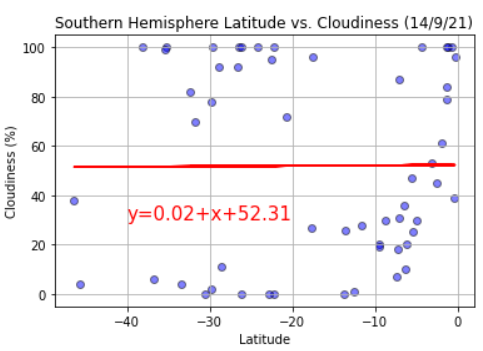 Southern Hemisphere Latitude vs. Cloudiness (14/9/21)
100
80
60
40
20
0
Cloudiness (%)
y=0.02+x+52.31
−40
−30
−20
−10
0
Latitude